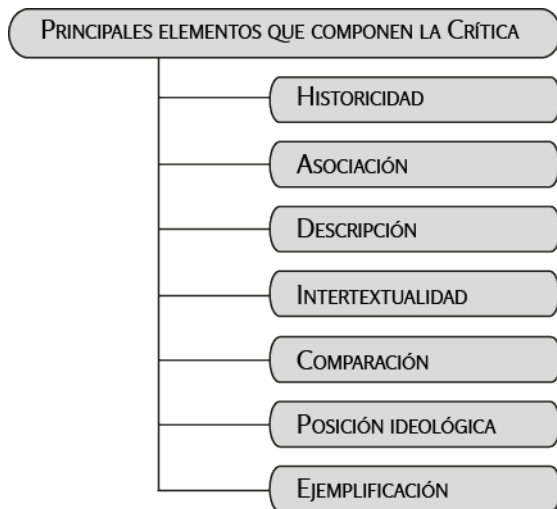 Principales elementos que componen la Crítica
Historicidad
Asociación
Descripción
Intertextualidad
Comparación
Posición ideológica
Ejemplificación